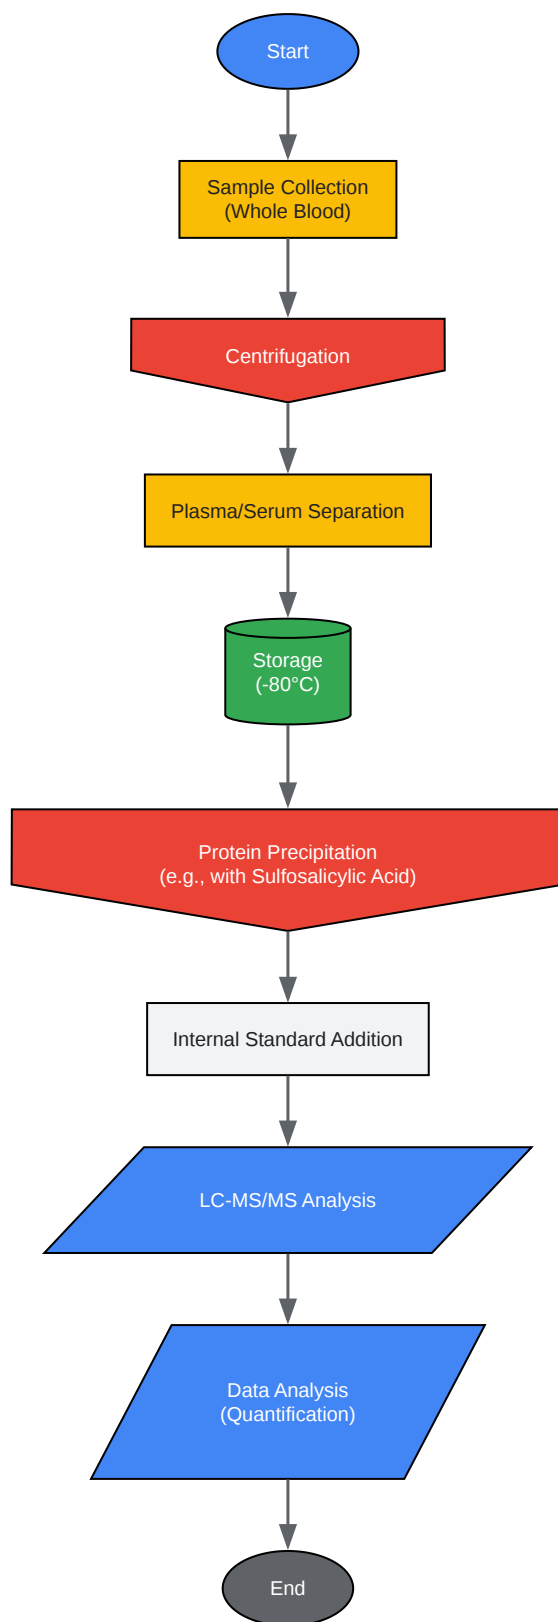 Start
Sample Collection
(Whole Blood)
Centrifugation
Plasma/Serum Separation
Storage
(-80°C)
Protein Precipitation
(e.g., with Sulfosalicylic Acid)
Internal Standard Addition
LC-MS/MS Analysis
Data Analysis
(Quantification)
End